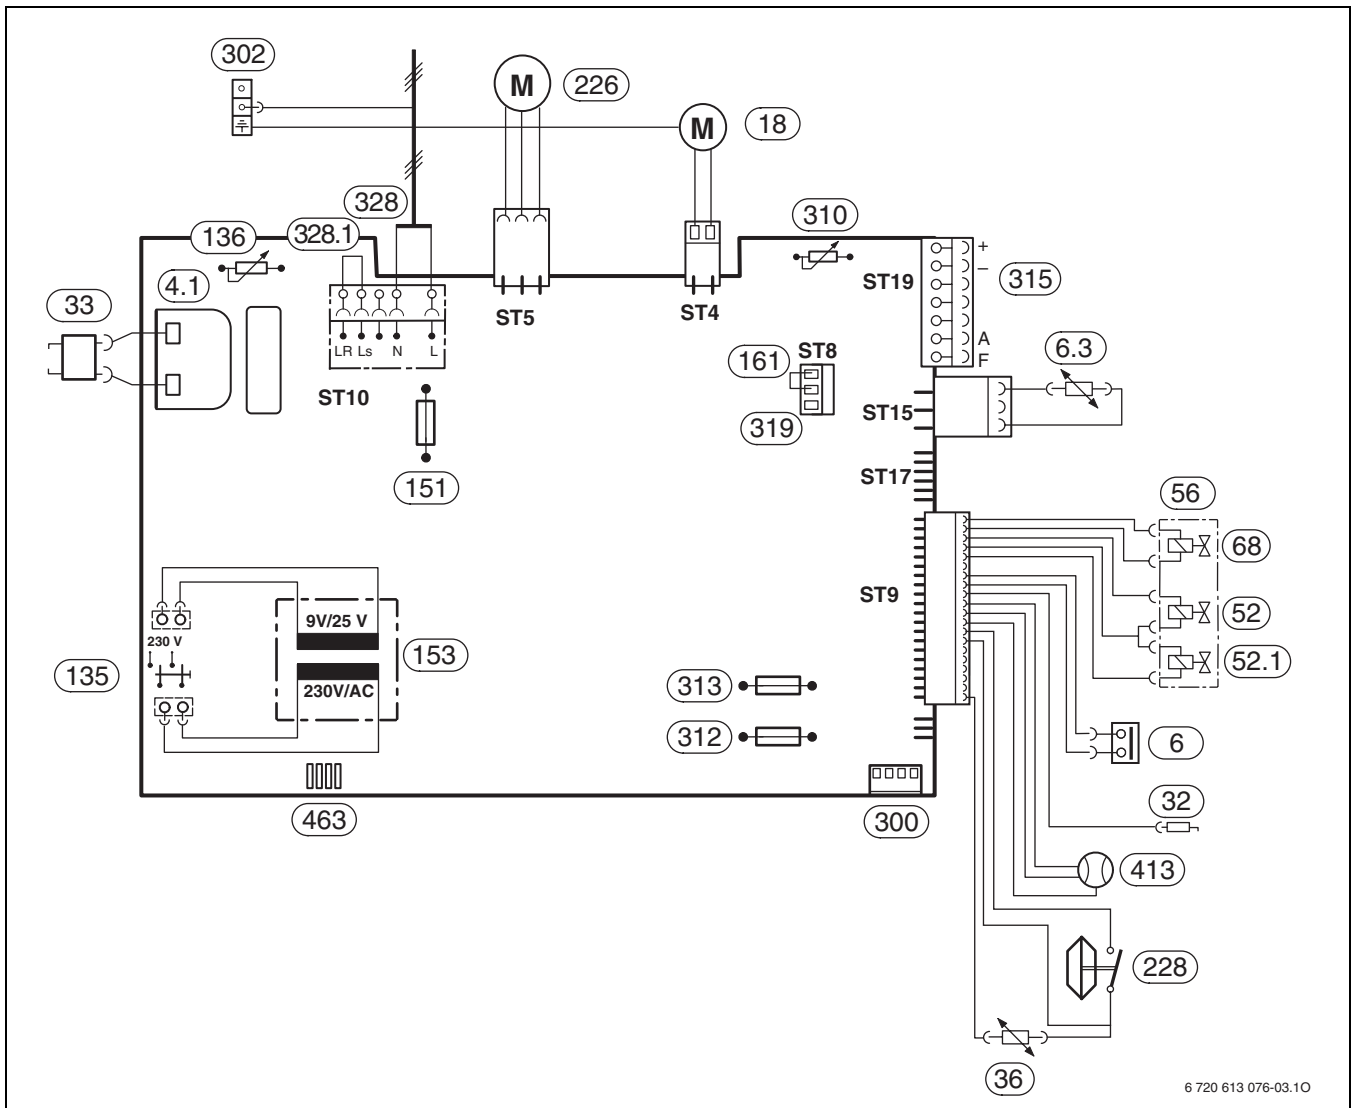 302
M
226
M
18
328
136
328.1
310
4.1
ST19
+
–
315
33
ST5
ST4
A
F
6.3
LR Ls N L
161
ST8
ST10
ST15
319
151
ST17
56
68
ST9
52
9V/25 V
230 V
52.1
135
153
230V/AC
313
312
6
463
300
32
413
228
36
6 720 613 076-03.1O